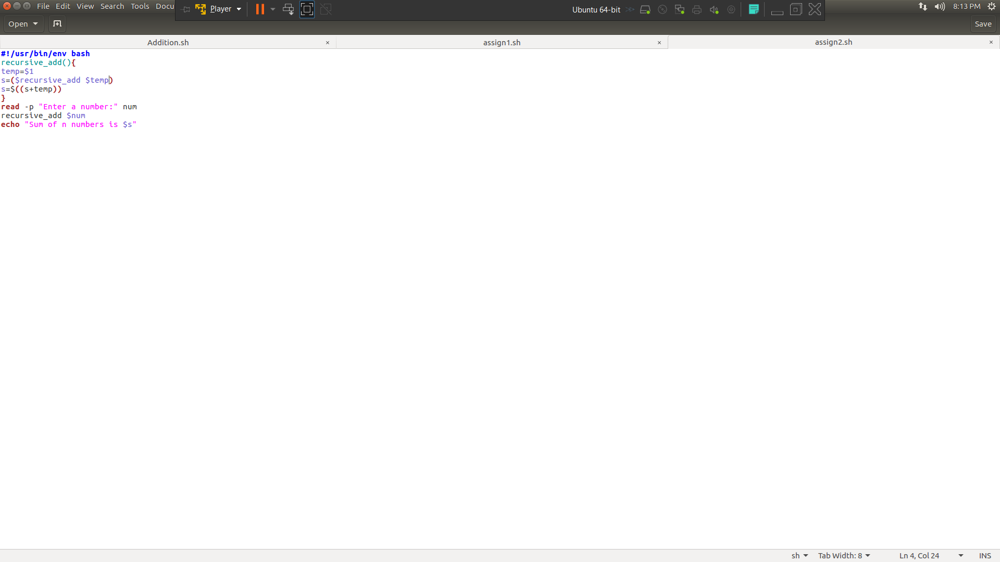 File Edit View Search Tools Docu
Player
Ubuntu 64-bit
8:13 PM
Open
Save
Addition.sh × assign1.sh × assign2.sh ×
#!/usr/bin/env bash
recursive_add(){
temp=$1
s=($recursive_add $temp)
s=$((s+temp))
}
read -p "Enter a number:" num
recursive_add $num
echo "Sum of n numbers is $s"
sh Tab Width: 8 Ln 4, Col 24 INS